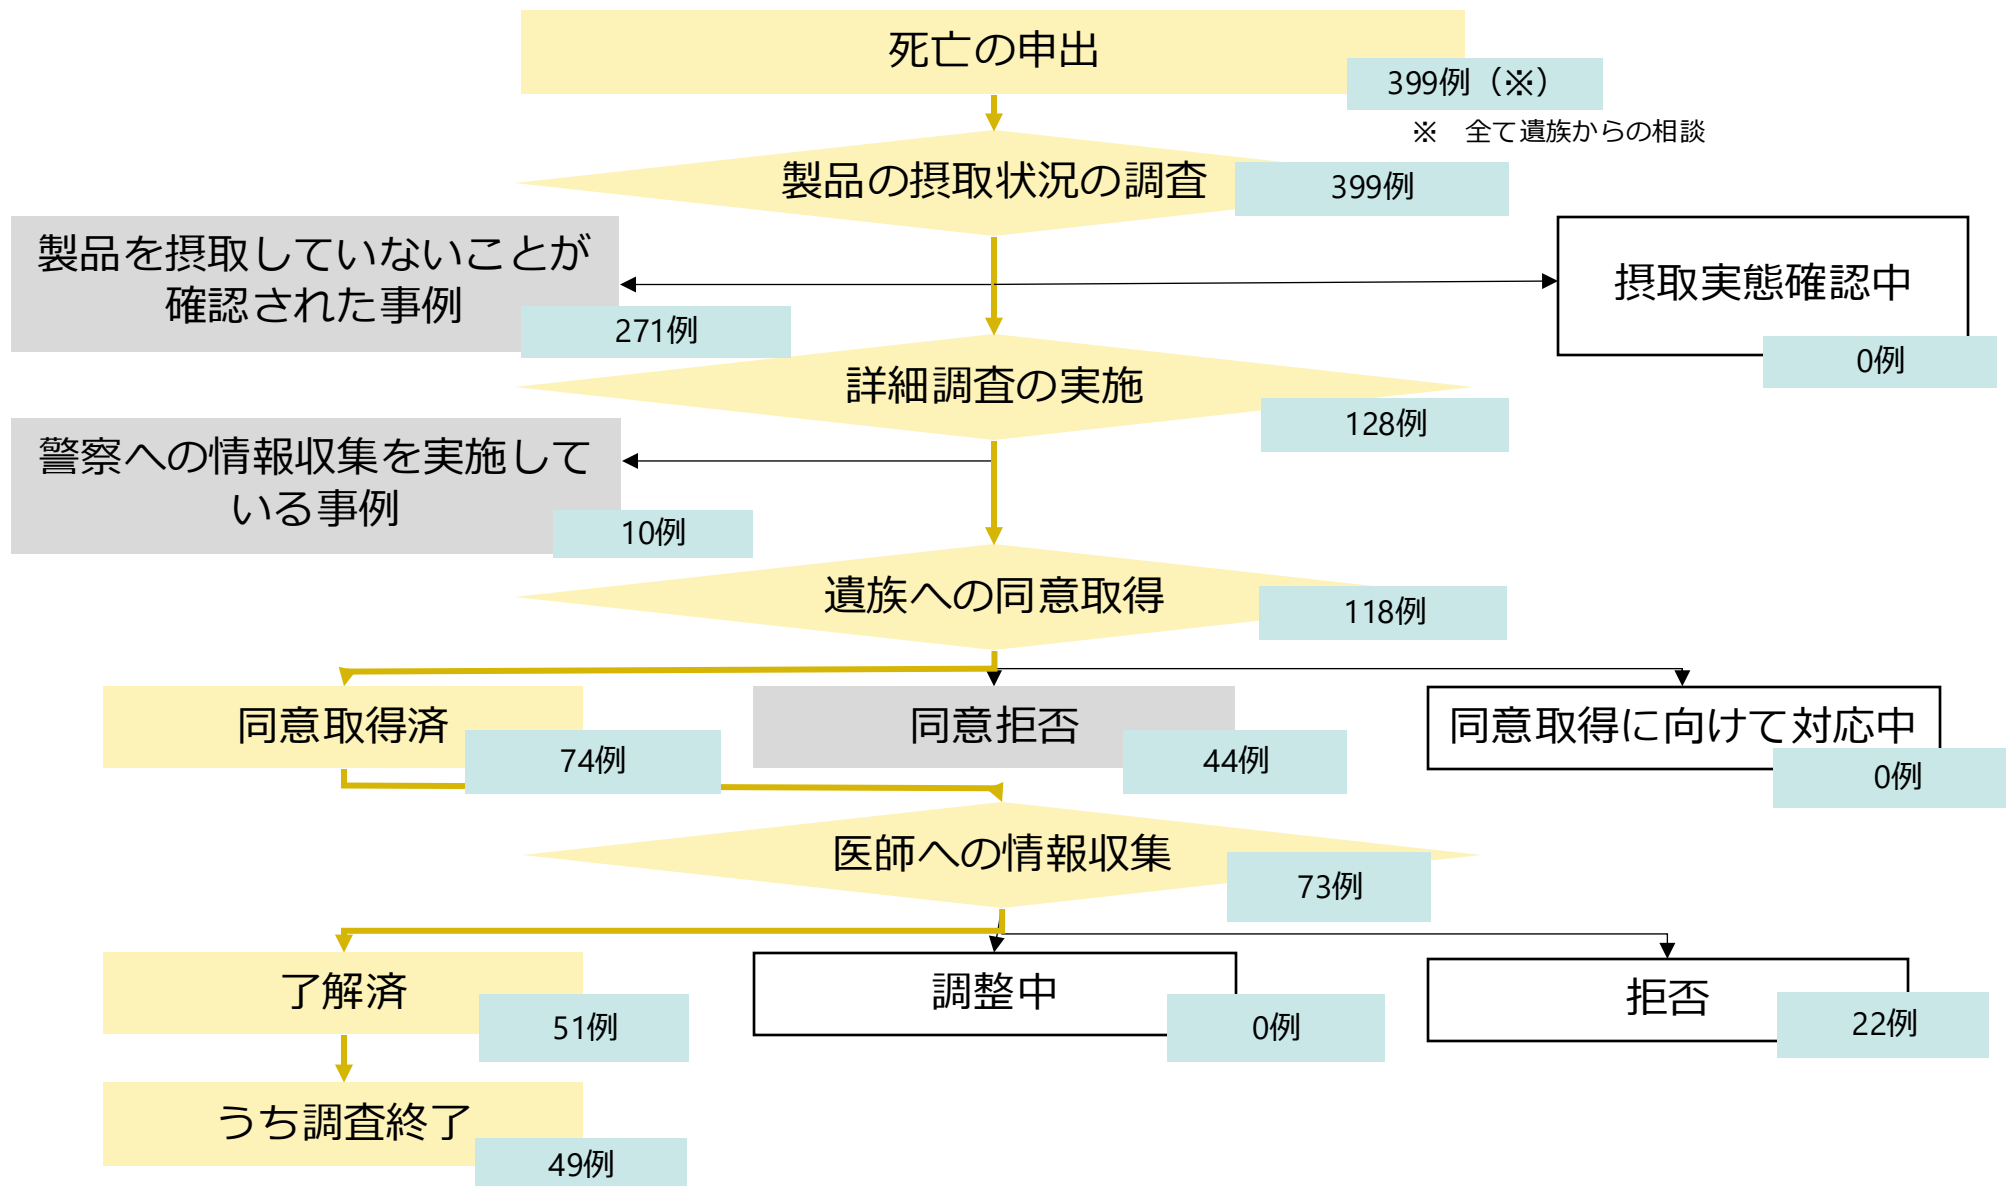 死亡の申出
399例（※）
※　全て遺族からの相談
製品の摂取状況の調査
399例
製品を摂取していないことが
確認された事例
271例
摂取実態確認中
0例
詳細調査の実施
128例
警察への情報収集を実施して
いる事例
10例
遺族への同意取得
118例
同意取得済
74例
同意拒否
44例
同意取得に向けて対応中
0例
医師への情報収集
73例
了解済
51例
調整中
0例
拒否
22例
うち調査終了
49例